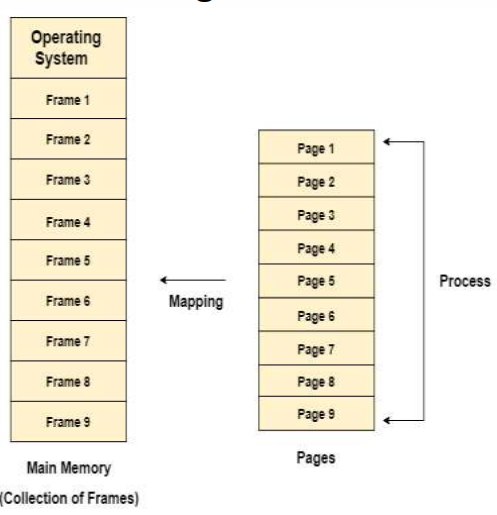 Operating
System
Frame 1
Frame 2
Frame 3
Frame 4
Frame 5
Frame 6
Frame 7
Frame 8
Frame 9
Main Memory
(Collection of Frames)
Mapping
Page 1
Page 2
Page 3
Page 4
Page 5
Page 6
Page 7
Page 8
Page 9
Pages
Process